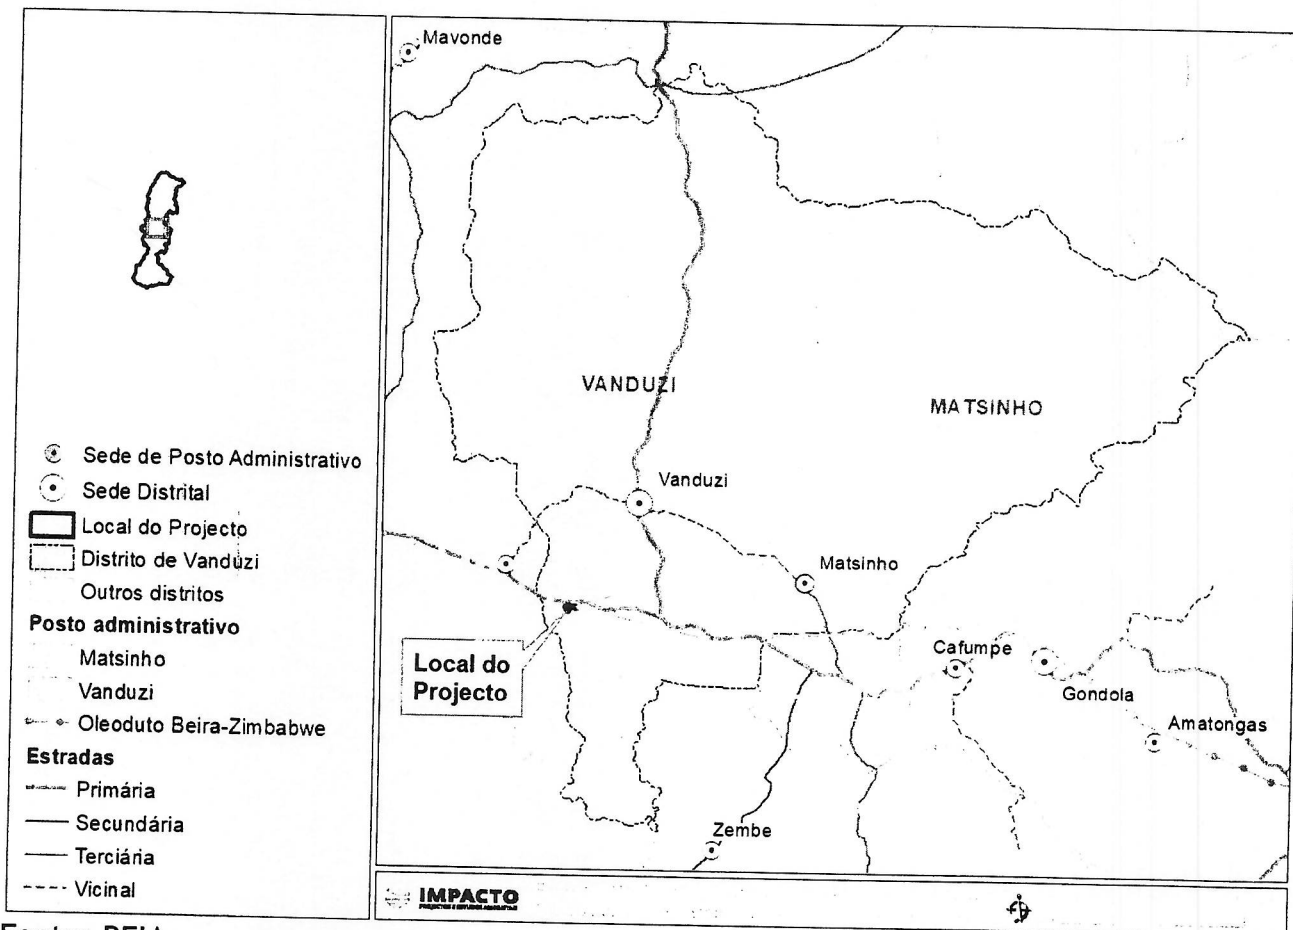 Mavonde
VANDUZI
MATSINHO
Vanduzi
Matsinho
Cafumpe
Gondola
Amatongas
Zembe
Local do
Projecto
Sede de Posto Administrativo
Sede Distrital
Local do Projecto
Distrito de Vanduzi
Outros distritos
Posto administrativo
Matsinho
Vanduzi
Oleoduto Beira-Zimbabwe
Estradas
Primária
Secundária
Terciária
Vicinal
IMPACTO